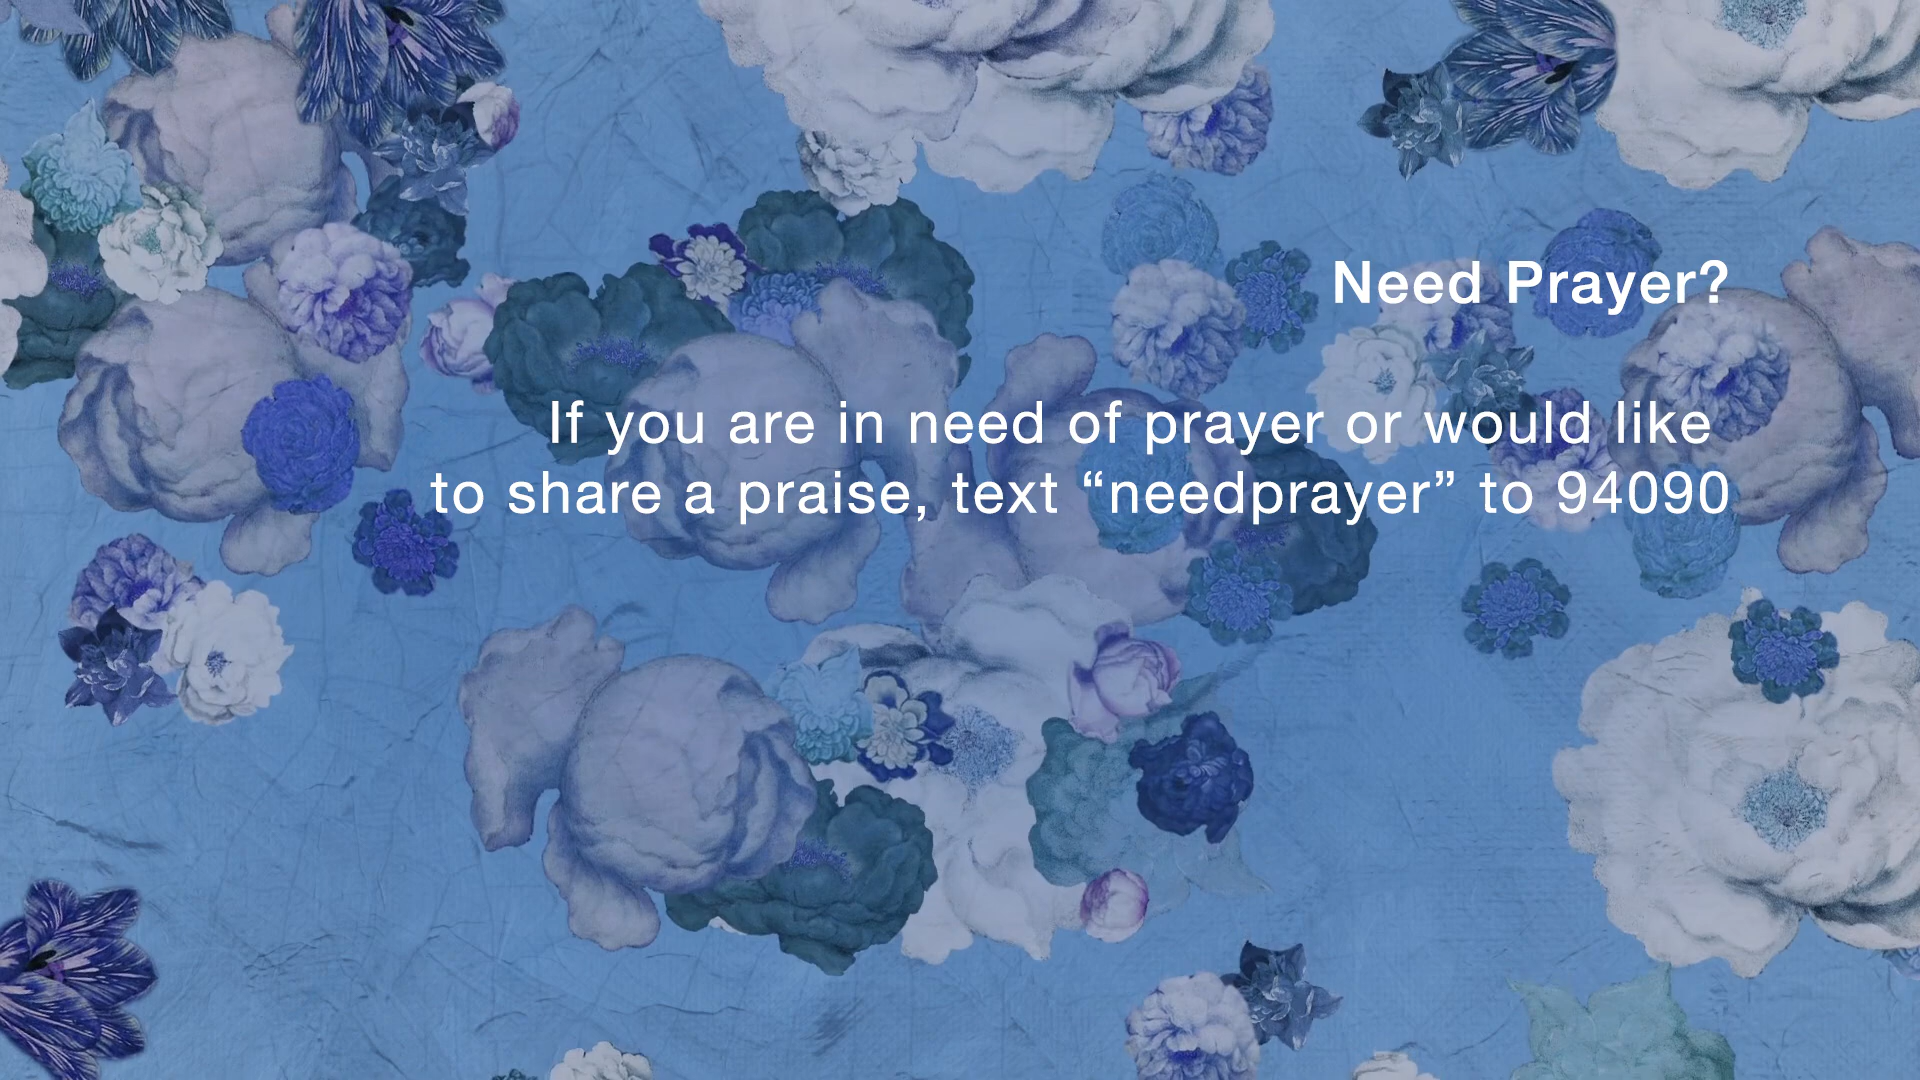 Need Prayer?
If you are in need of prayer or would like
to share a praise, text “needprayer” to 94090